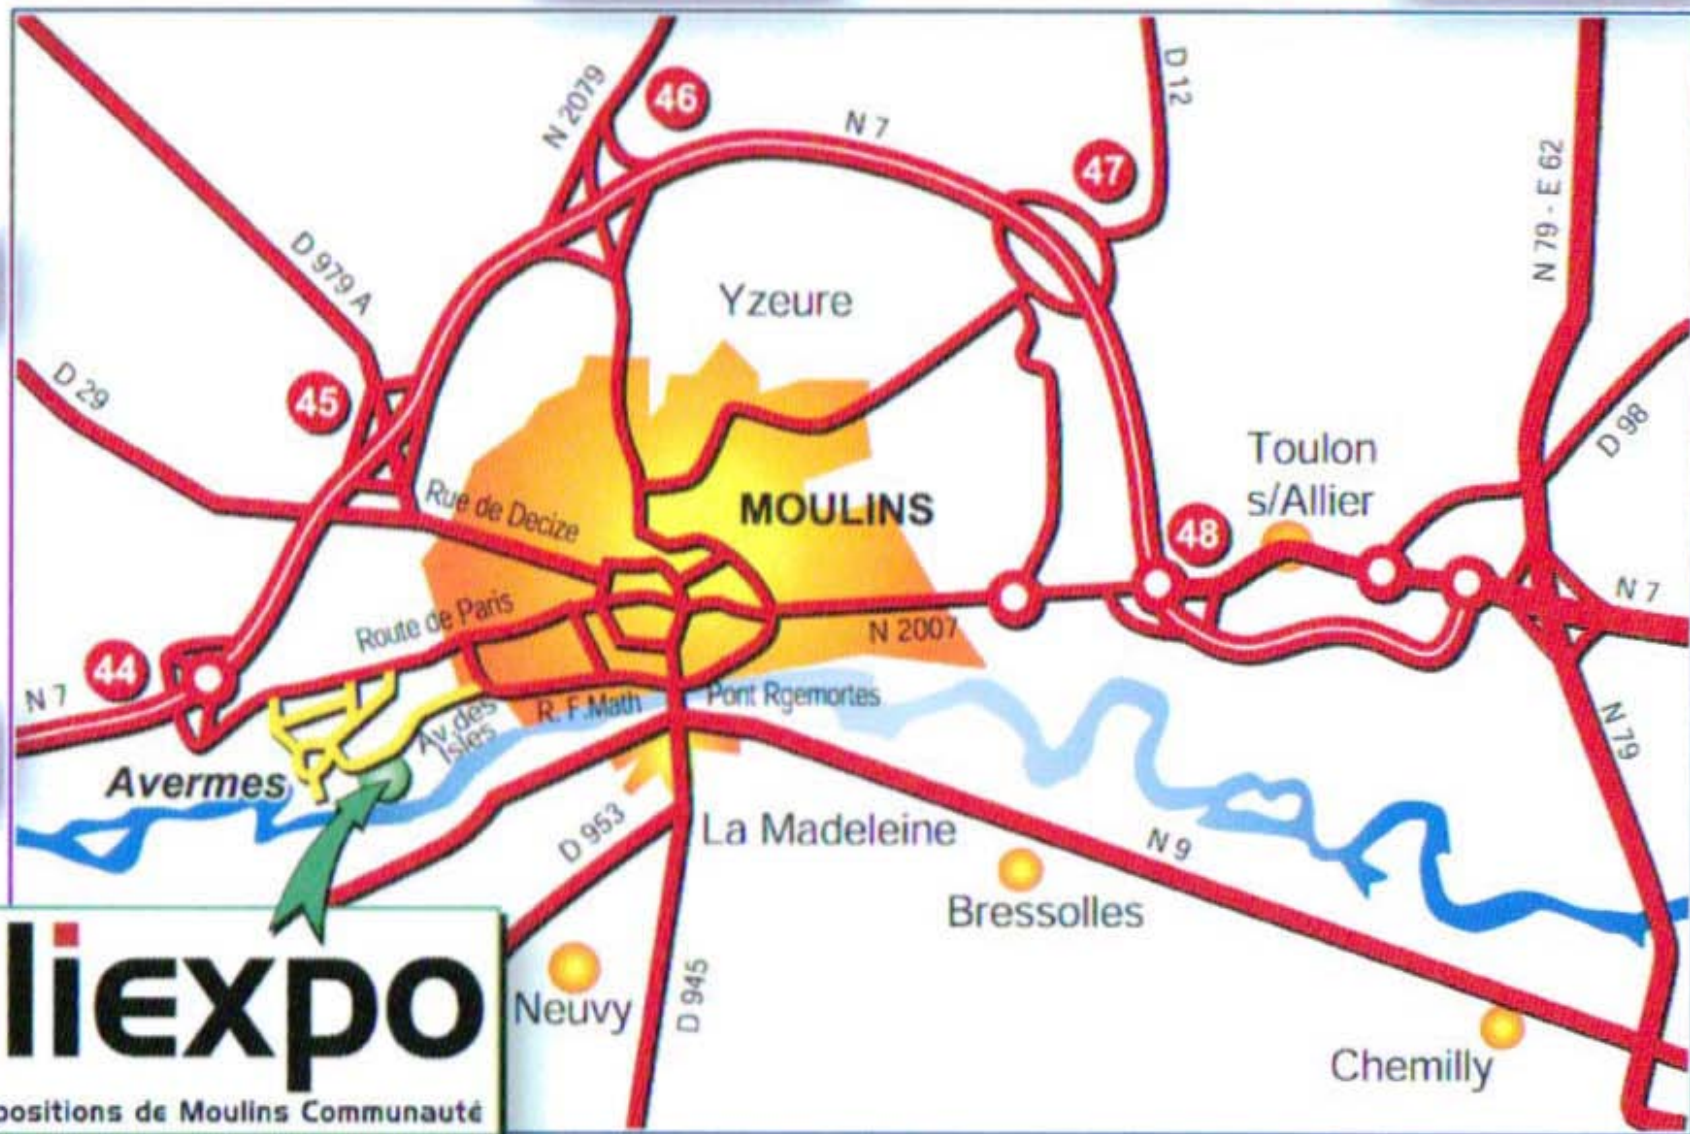 N 2079
46
N 7
D 12
47
N 79 - E 62
D 979 A
Yzeure
D 29
45
D 98
Toulon
s/Allier
Rue de Decize
MOULINS
48
Route de Paris
N 7
N 2007
44
N 7
R. F.Math
Pont Rgemortes
Av. des
Isles
N 79
Avermes
D 953
La Madeleine
N 9
Bressolles
liexpo
Neuvy
D 945
Chemilly
positions de Moulins Communauté